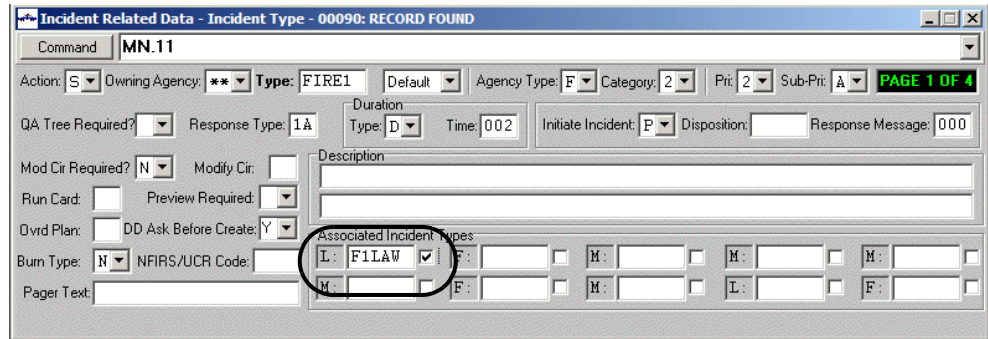 Incident Related Data - Incident Type - 00090: RECORD FOUND
Command MN.11
Action: S Owning Agency: ** Type: FIRE1 Default Agency Type: F Category: 2 Pri: 2 Sub-Pri: A PAGE 1 OF 4
Duration
QA Tree Required? Response Type: 1A Type: D Time: 002 Initiate Incident: P Disposition: Response Message: 000
Mod Cir Required? N Modify Cir: Description
Run Card: Preview Required:
Ovrd Plan: DD Ask Before Create: Y Associated Incident Types
Burn Type: N NFIRS/UCR Code: L: F1LAW F: M: M: M:
Pager Text: M: F: M: L: F: